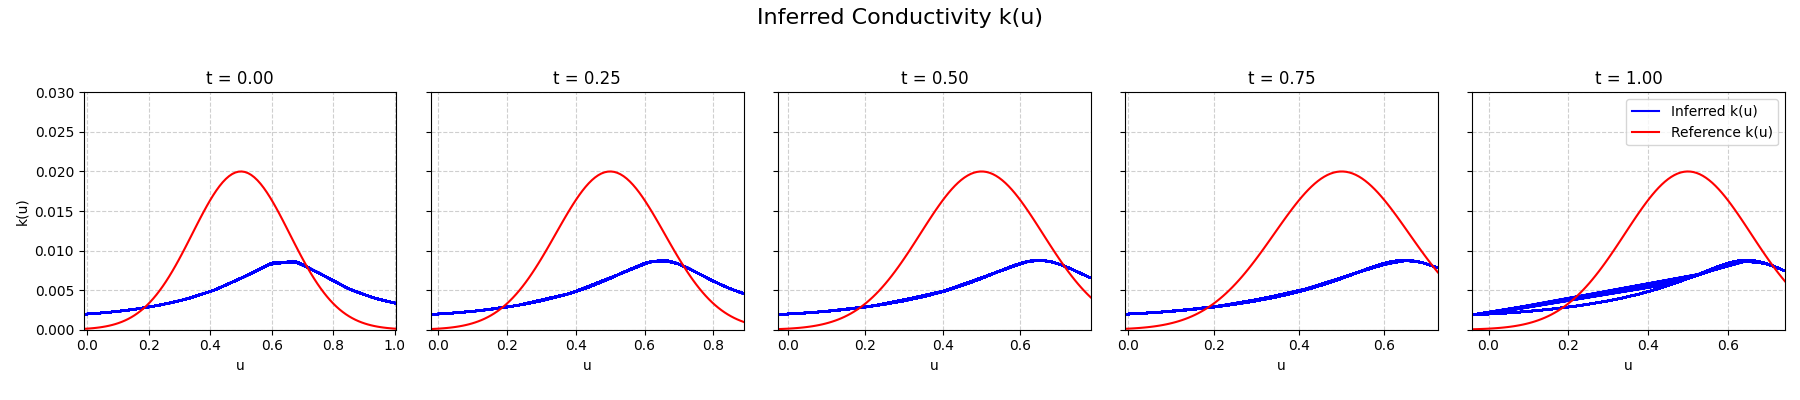 Inferred Conductivity k(u)
t = 0.00
t = 0.25
t = 0.50
t = 0.75
t = 1.00
k(u)
0.030
0.025
0.020
0.015
0.010
0.005
0.000
Inferred k(u)
Reference k(u)
0.0 0.2 0.4 0.6 0.8 1.0
0.0 0.2 0.4 0.6 0.8
0.0 0.2 0.4 0.6
0.0 0.2 0.4 0.6
0.0 0.2 0.4 0.6
u
u
u
u
u